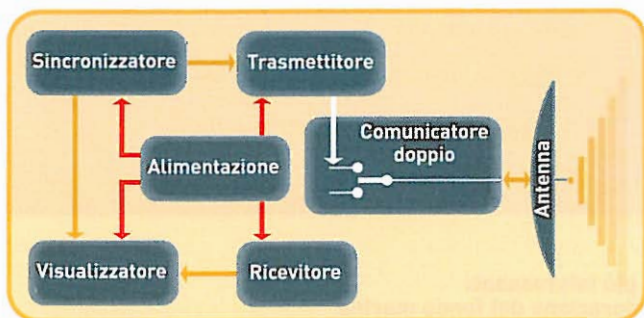 Sincronizzatore
Trasmettitore
Comunicatore
doppio
Alimentazione
Antenna
Visualizzatore
Ricevitore